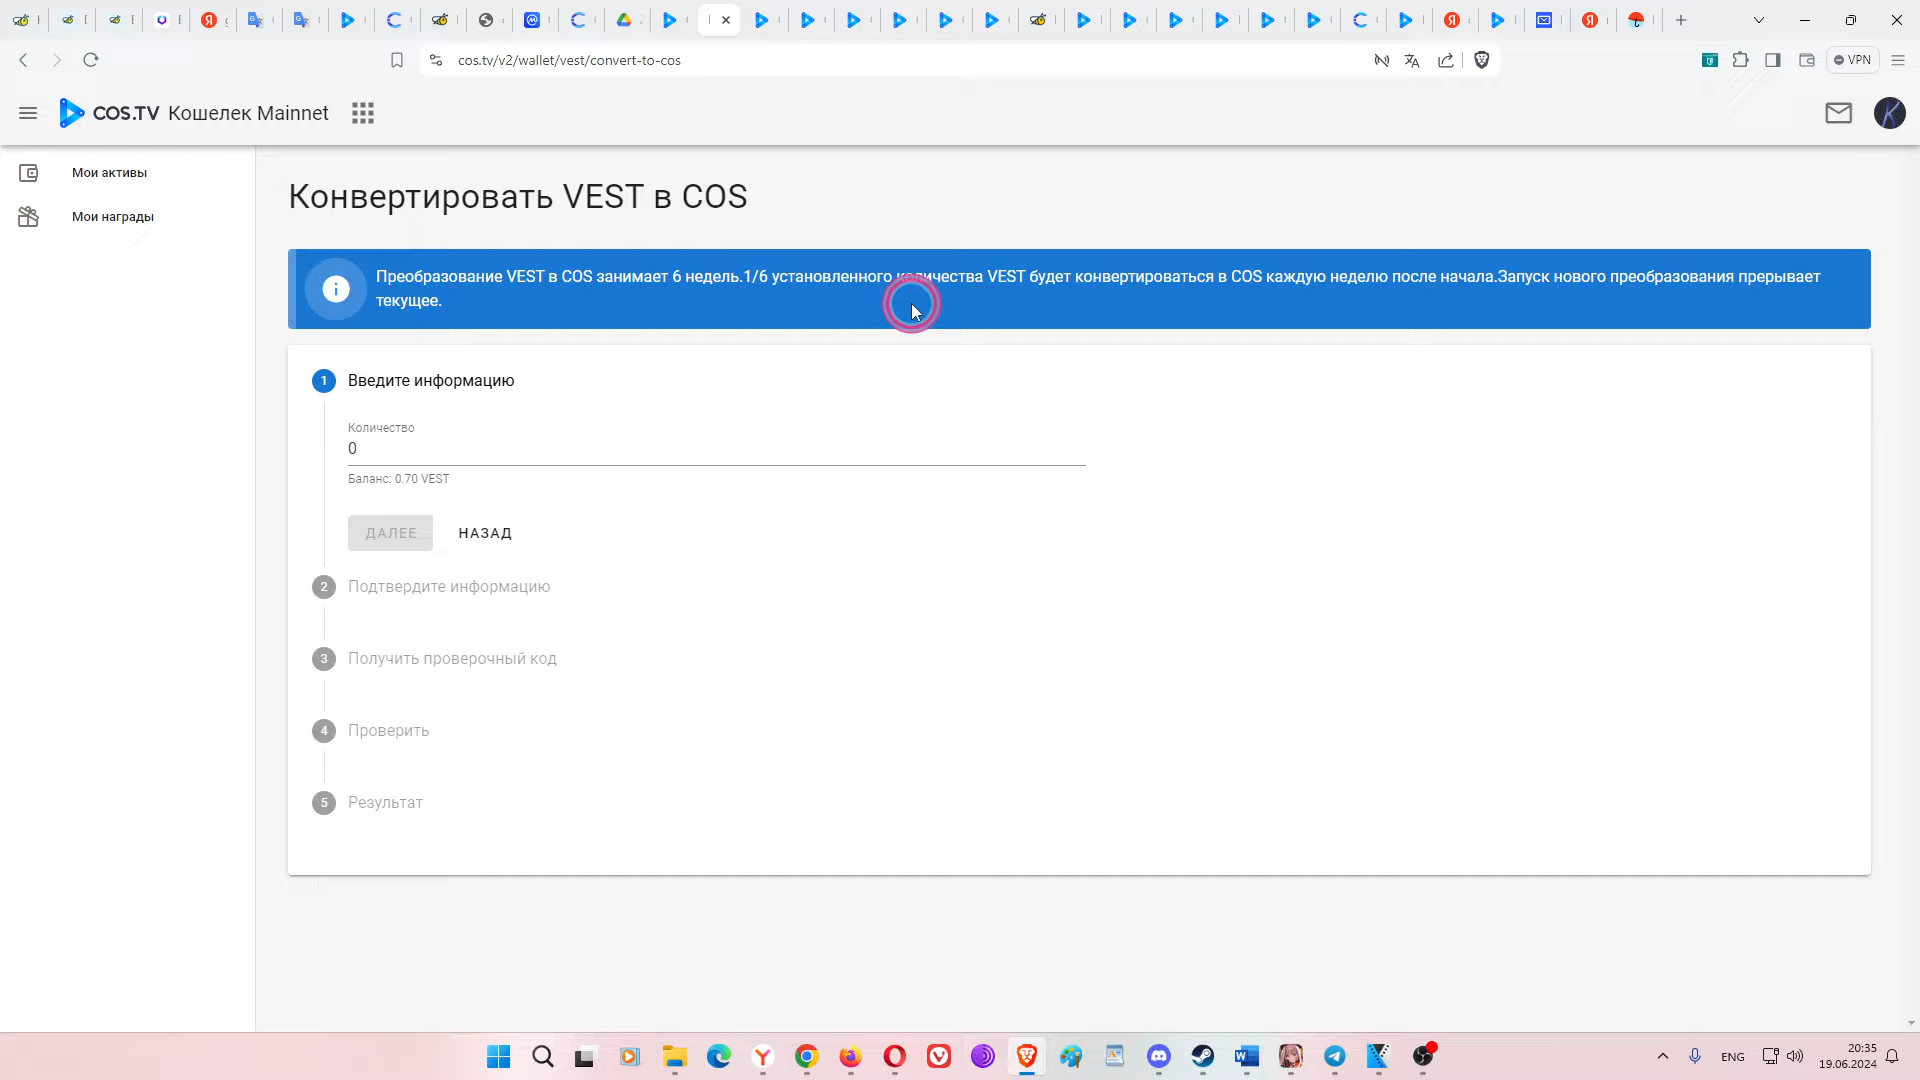 cos.tv/v2/wallet/vest/convert-to-cos
VPN
COS.TV Кошелек Mainnet
Мои активы
Мои награды
Конвертировать VEST в COS
Преобразование VEST в COS занимает 6 недель.1/6 установленного количества VEST будет конвертироваться в COS каждую неделю после начала.Запуск нового преобразования прерывает
текущее.
1 Введите информацию
Количество
0
Баланс: 0.70 VEST
ДАЛЕЕ НАЗАД
2 Подтвердите информацию
3 Получить проверочный код
4 Проверить
5 Результат
ENG
20:35
19.06.2024